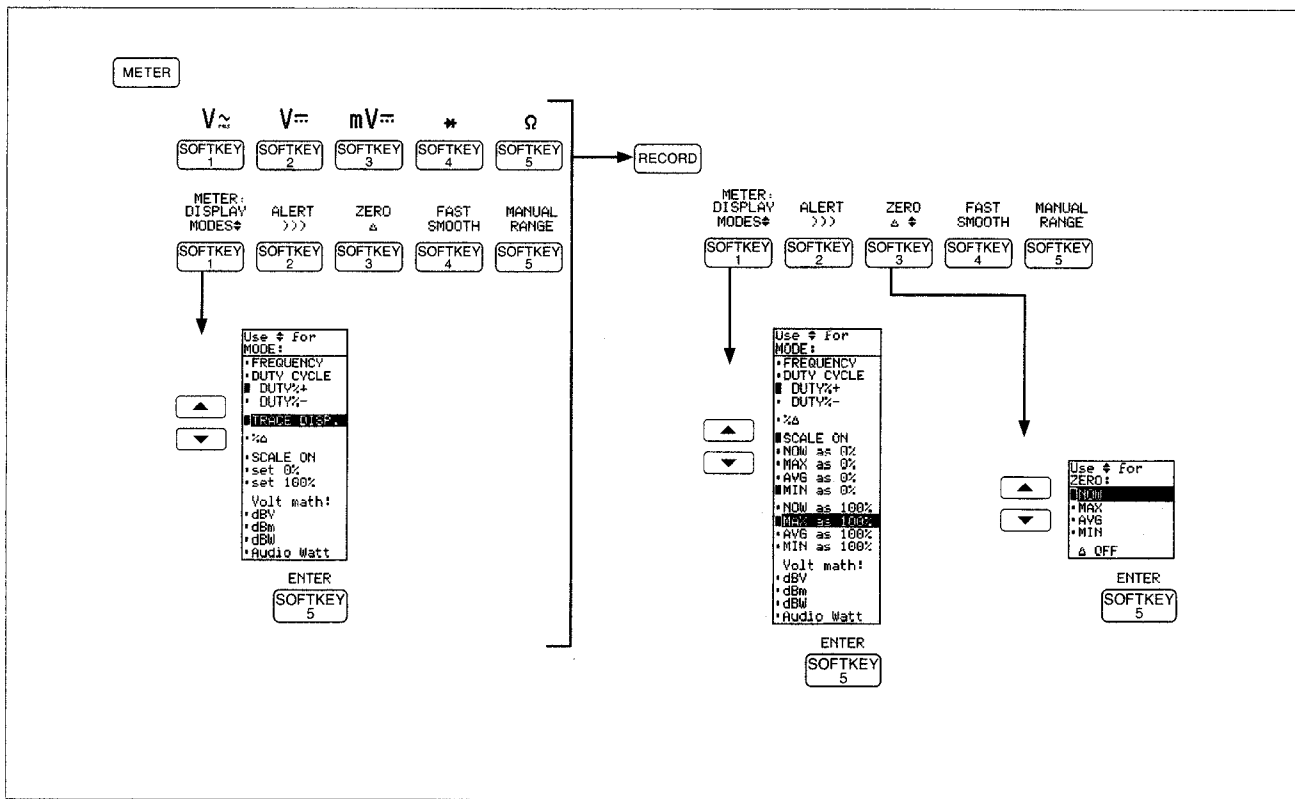 METER
V~ RMS V⎓ mV⎓ Ω
SOFTKEY 1 SOFTKEY 2 SOFTKEY 3 SOFTKEY 4 SOFTKEY 5
RECORD
METER:
DISPLAY ALERT ZERO FAST MANUAL
MODES⬍ ))) △ SMOOTH RANGE
SOFTKEY 1 SOFTKEY 2 SOFTKEY 3 SOFTKEY 4 SOFTKEY 5
Use ⬍ for
MODE:
FREQUENCY
DUTY CYCLE
DUTY%+
DUTY%-
TRACE DISP.
%△
SCALE ON
set 0%
set 100%
Volt math:
dBV
dBm
dBW
Audio Watt
ENTER
SOFTKEY 5
METER:
DISPLAY ALERT ZERO FAST MANUAL
MODES⬍ ))) △ ⬍ SMOOTH RANGE
SOFTKEY 1 SOFTKEY 2 SOFTKEY 3 SOFTKEY 4 SOFTKEY 5
Use ⬍ for
MODE:
FREQUENCY
DUTY CYCLE
DUTY%+
DUTY%-
%△
SCALE ON
NOW as 0%
MAX as 0%
AVG as 0%
MIN as 0%
NOW as 100%
MAX as 100%
AVG as 100%
MIN as 100%
Volt math:
dBV
dBm
dBW
Audio Watt
ENTER
SOFTKEY 5
Use ⬍ for
ZERO:
NOW
MAX
AVG
MIN
△ OFF
ENTER
SOFTKEY 5